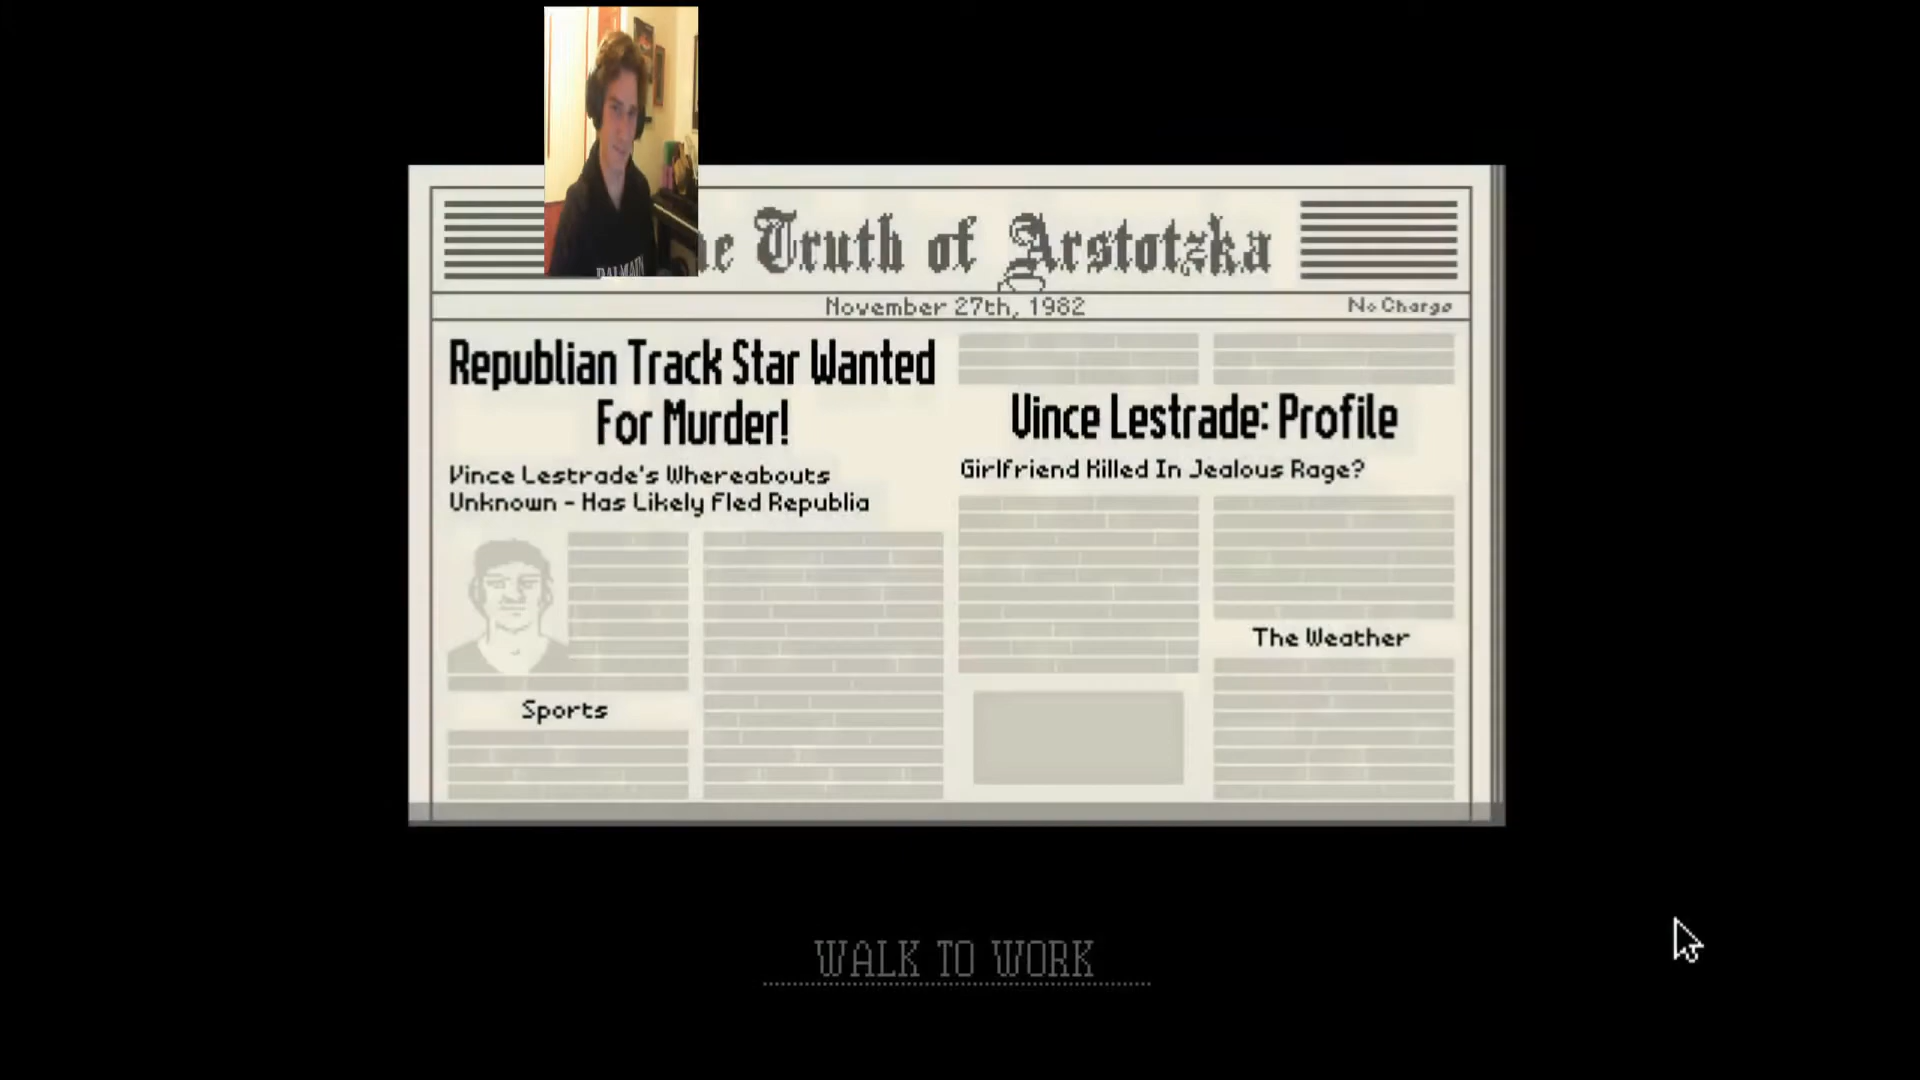 Truth of Arstotzka
November 27th, 1982
No Charge
Republian Track Star Wanted
For Murder!
Vince Lestrade's Whereabouts
Unknown - Has Likely Fled Republia
Sports
Vince Lestrade: Profile
Girlfriend Killed In Jealous Rage?
The Weather
WALK TO WORK
BALMAIN